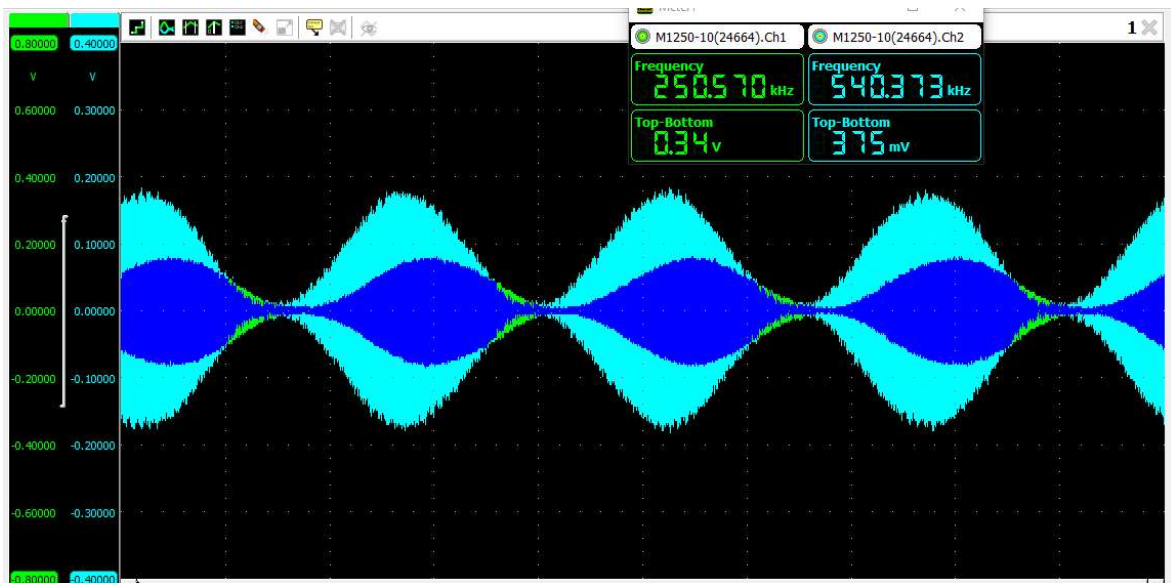 1
M1250-10(24664).Ch1 M1250-10(24664).Ch2
Frequency Frequency
250.570 kHz 540.373 kHz
Top-Bottom Top-Bottom
0.34 V 375 mV
0.80000 0.40000
V V
0.60000 0.30000
0.40000 0.20000
0.20000 0.10000
0.00000 0.00000
-0.20000 -0.10000
-0.40000 -0.20000
-0.60000 -0.30000
-0.80000 -0.40000